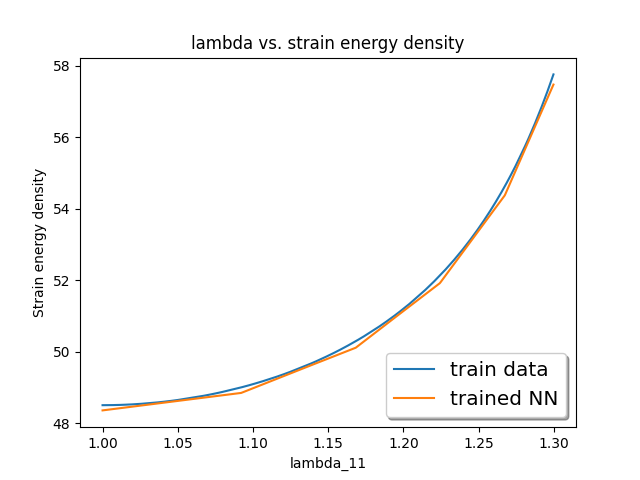 lambda vs. strain energy density
58
56
54
52
50
48
Strain energy density
train data
trained NN
1.00 1.05 1.10 1.15 1.20 1.25 1.30
lambda_11